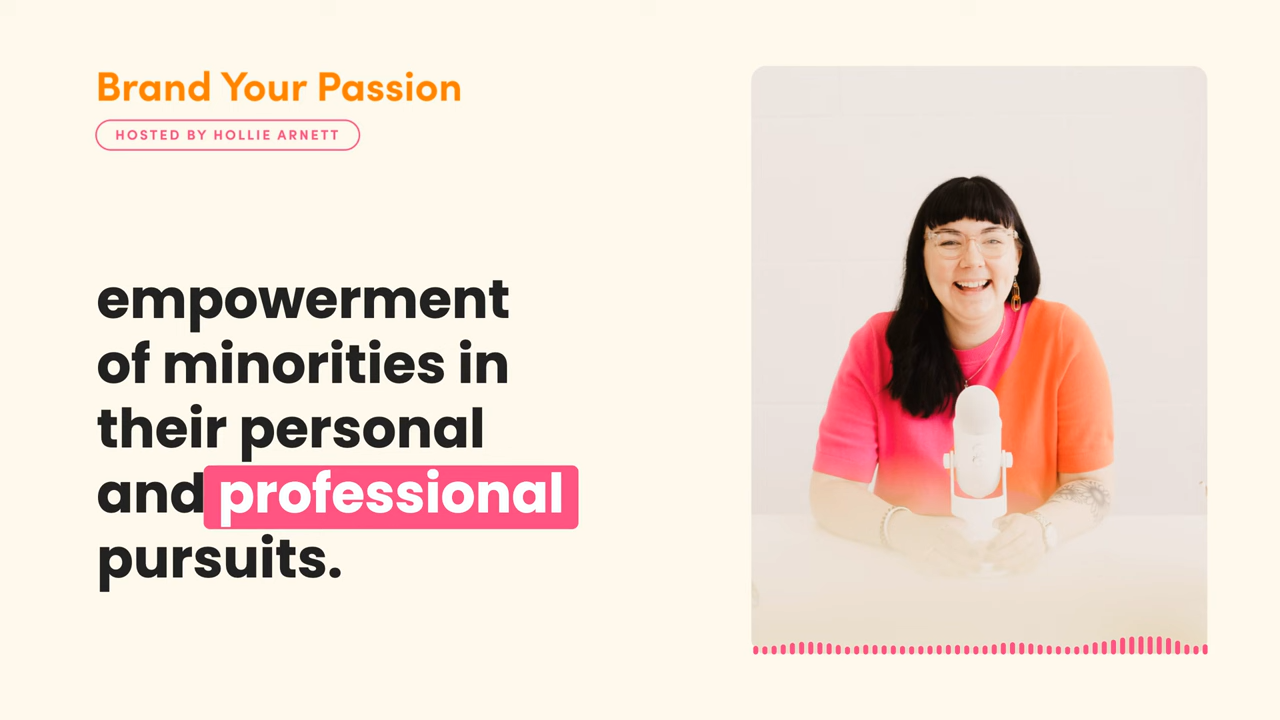 Brand Your Passion
HOSTED BY HOLLIE ARNETT
empowerment
of minorities in
their personal
and professional
pursuits.